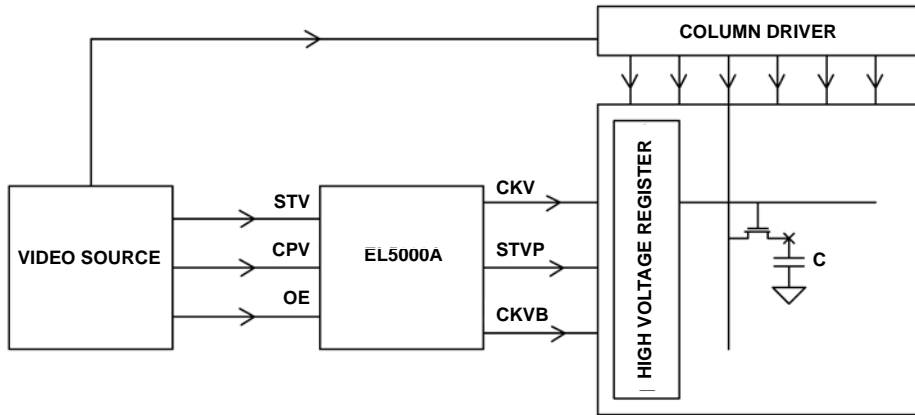 COLUMN DRIVER
HIGH VOLTAGE REGISTER
VIDEO SOURCE
STV
CPV
OE
EL5000A
CKV
STVP
CKVB
C